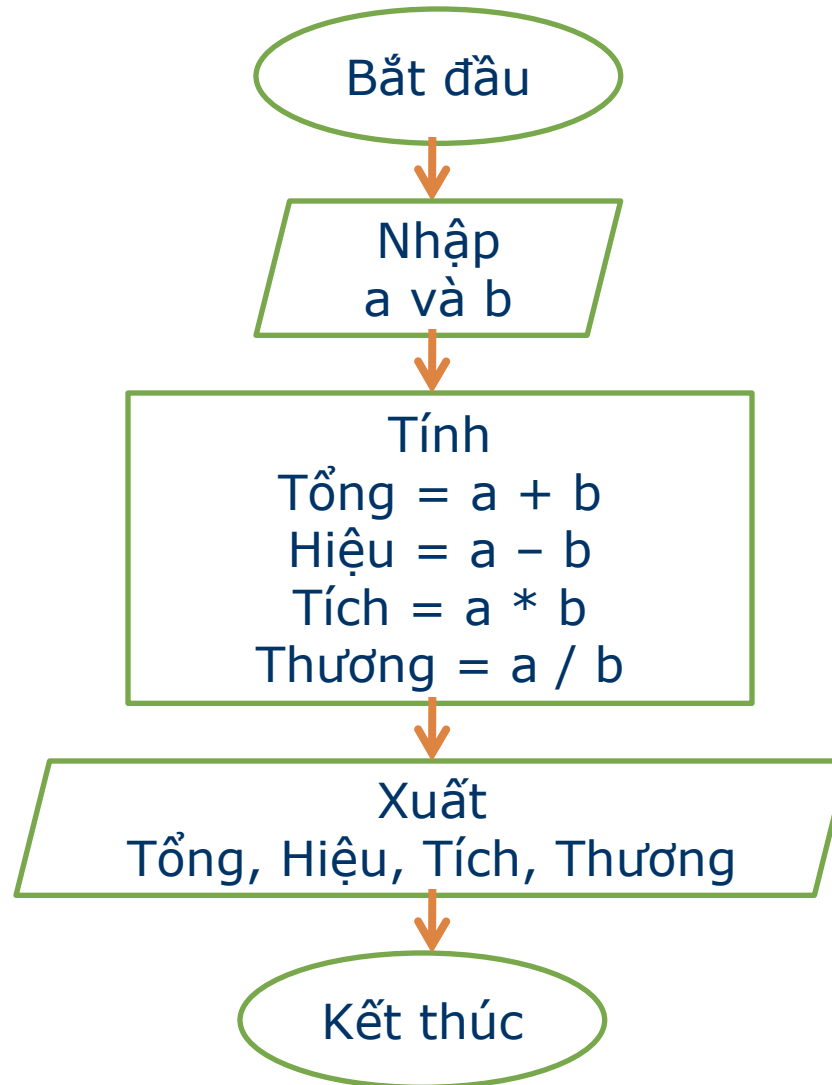 Bắt đầu
Nhập
a và b
Tính
Tổng = a + b
Hiệu = a – b
Tích = a * b
Thương = a / b
Xuất
Tổng, Hiệu, Tích, Thương
Kết thúc